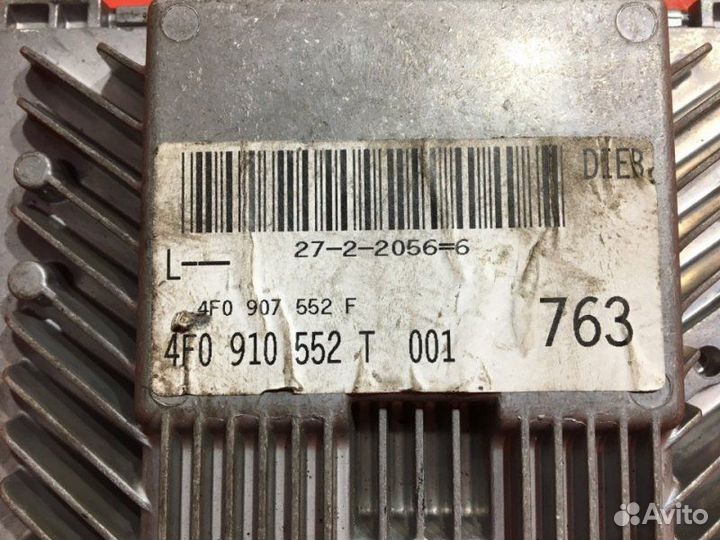 DIEB
27-2-2056=6
L--
4F0 907 552 F
4F0 910 552 T 001
763
Avito